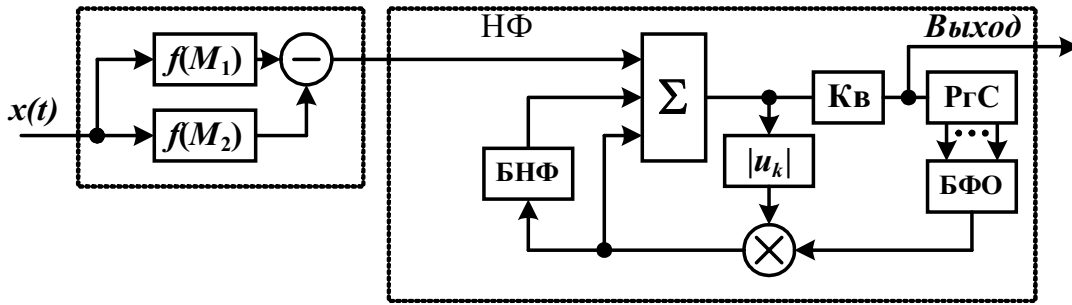 НФ
Выход
x(t)
f(M₁)
−
f(M₂)
Σ
Кв
РгС
...
|uₖ|
БНФ
БФО
×